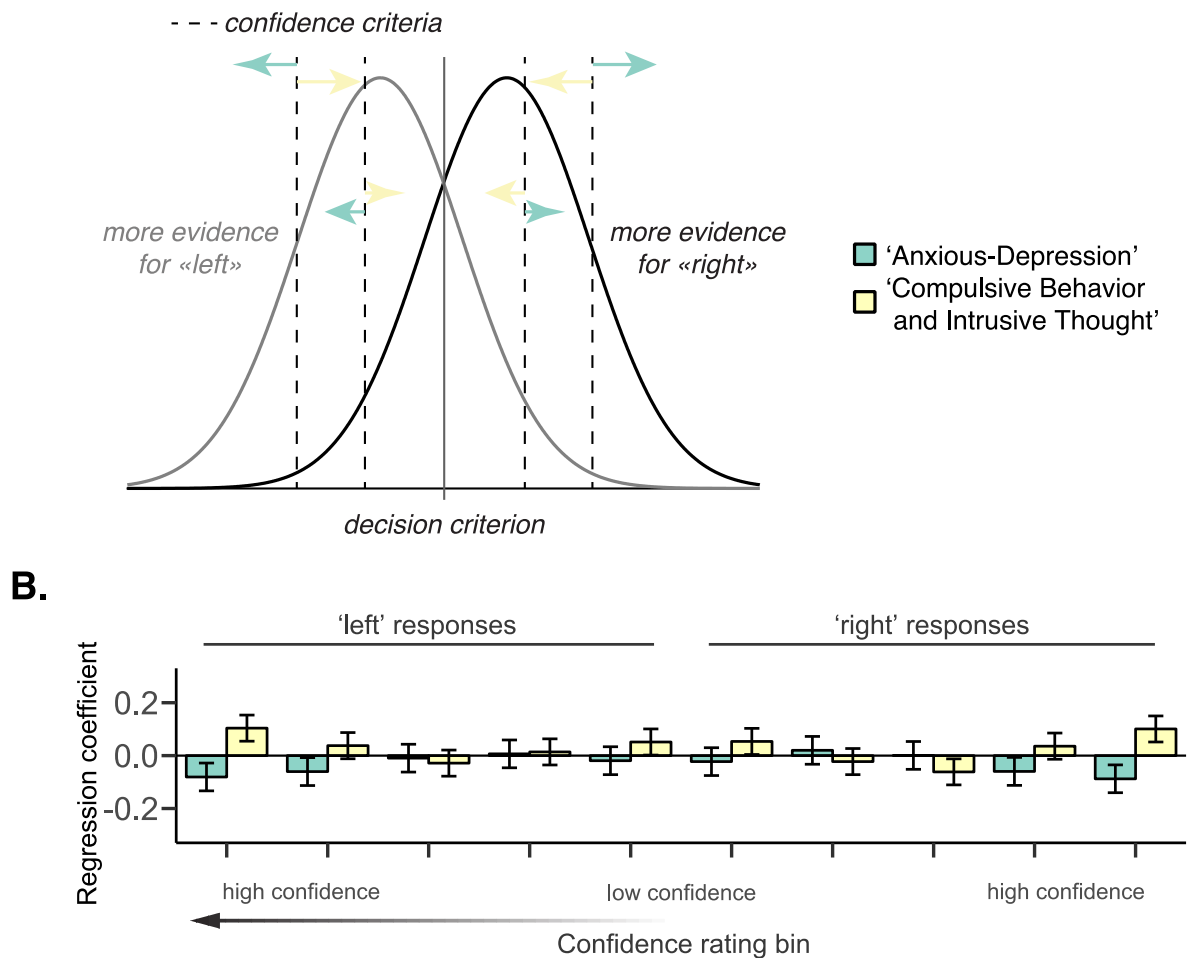 --- confidence criteria
more evidence
for «left»
more evidence
for «right»
‘Anxious-Depression’
‘Compulsive Behavior
and Intrusive Thought’
decision criterion
B.
‘left’ responses
‘right’ responses
Regression coefficient
0.2
0.0
-0.2
high confidence
low confidence
high confidence
Confidence rating bin